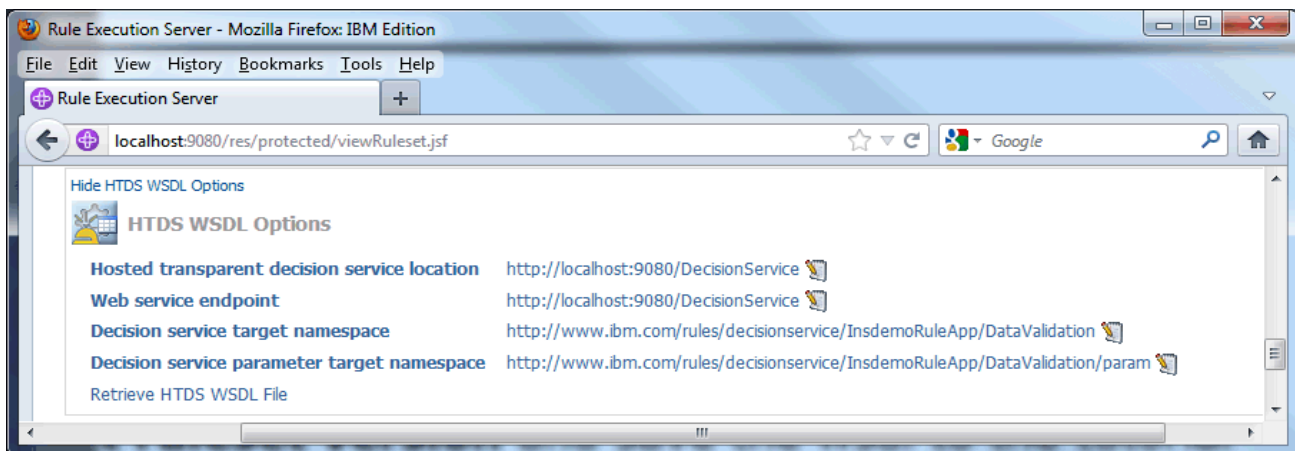 Rule Execution Server - Mozilla Firefox: IBM Edition
File Edit View History Bookmarks Tools Help
Rule Execution Server
localhost:9080/res/protected/viewRuleset.jsf Google
Hide HTDS WSDL Options
HTDS WSDL Options
Hosted transparent decision service location http://localhost:9080/DecisionService
Web service endpoint http://localhost:9080/DecisionService
Decision service target namespace http://www.ibm.com/rules/decisionservice/InsdemoRuleApp/DataValidation
Decision service parameter target namespace http://www.ibm.com/rules/decisionservice/InsdemoRuleApp/DataValidation/param
Retrieve HTDS WSDL File